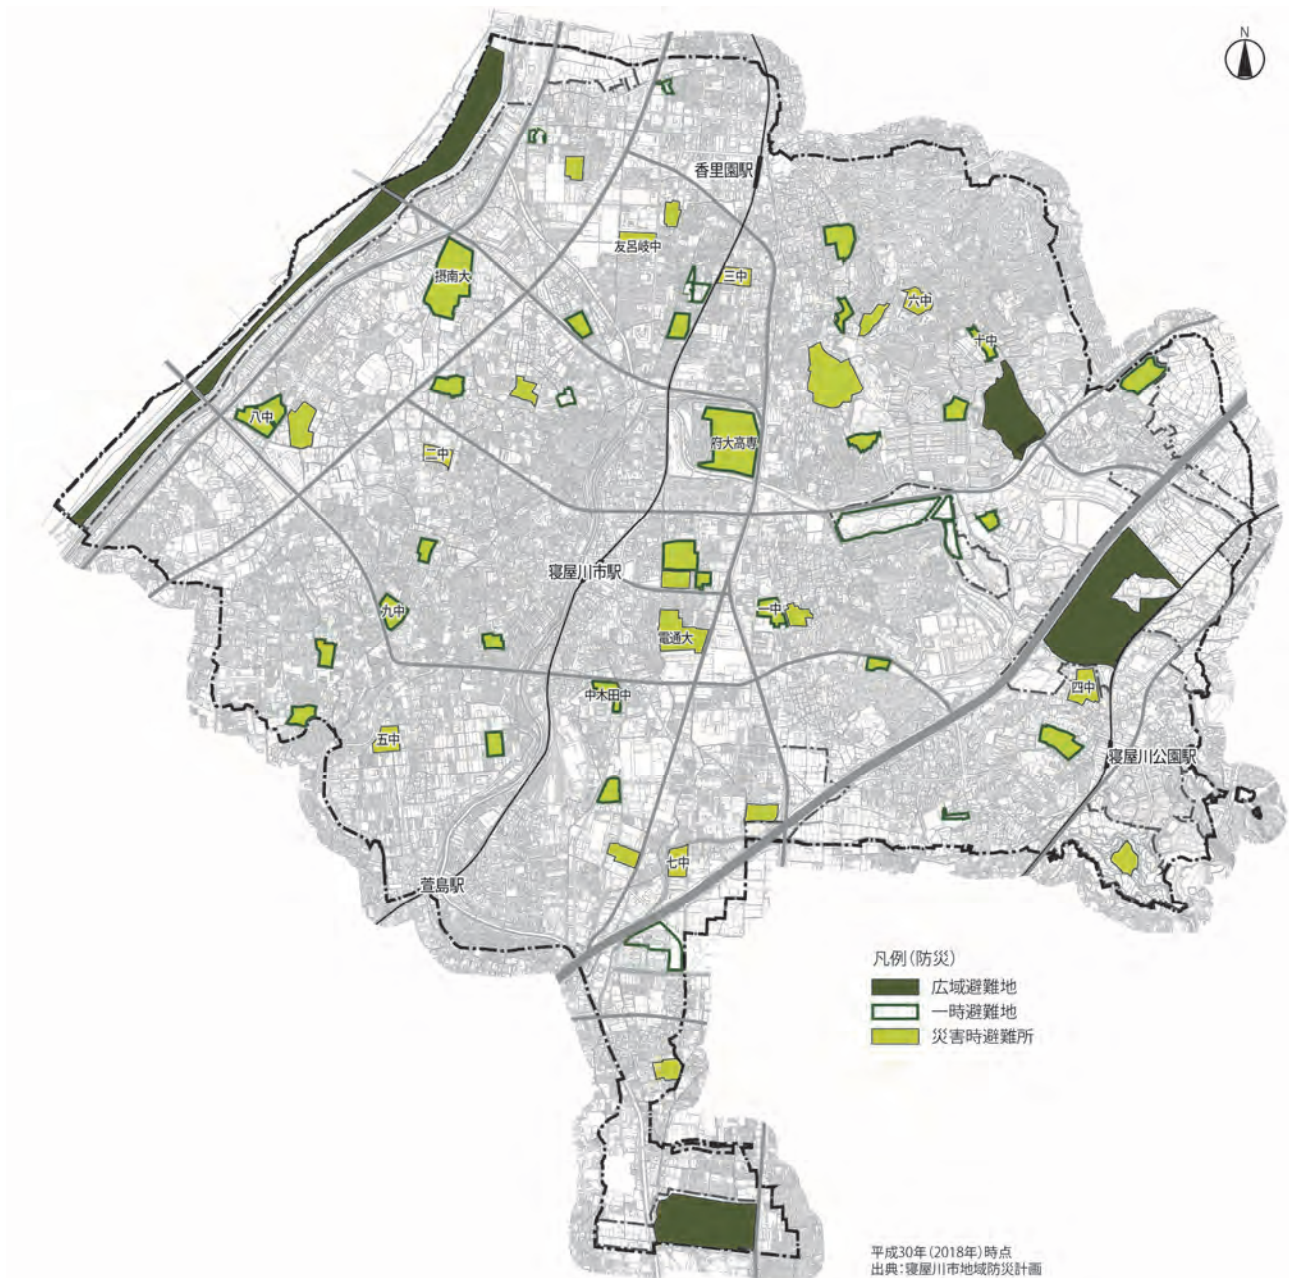 N
香里園駅
友呂岐中
三中
摂南大
六中
十中
八中
府大高専
二中
寝屋川市駅
九中
一中
電通大
中木田中
四中
五中
寝屋川公園駅
七中
萱島駅
凡例(防災)
広域避難地
一時避難地
災害時避難所
平成30年(2018年)時点
出典:寝屋川市地域防災計画